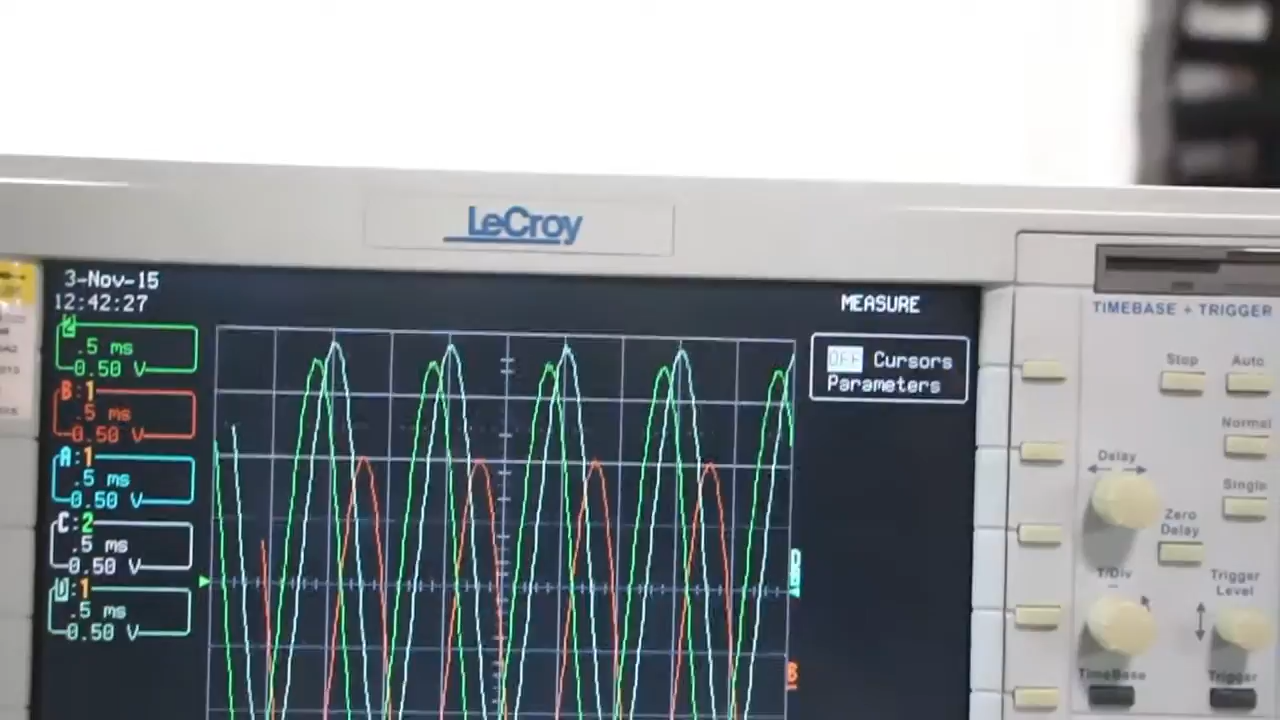 LeCroy
3-Nov-15
12:42:27
MEASURE
2
.5 ms
0.50 V
B:1
.5 ms
0.50 V
A:1
.5 ms
0.50 V
C:2
.5 ms
0.50 V
D:1
.5 ms
0.50 V
OFF Cursors
Parameters
TIMEBASE + TRIGGER
Stop
Auto
Normal
Delay
Single
Zero
Delay
T/Div
Trigger
Level
TimeBase
Trigger